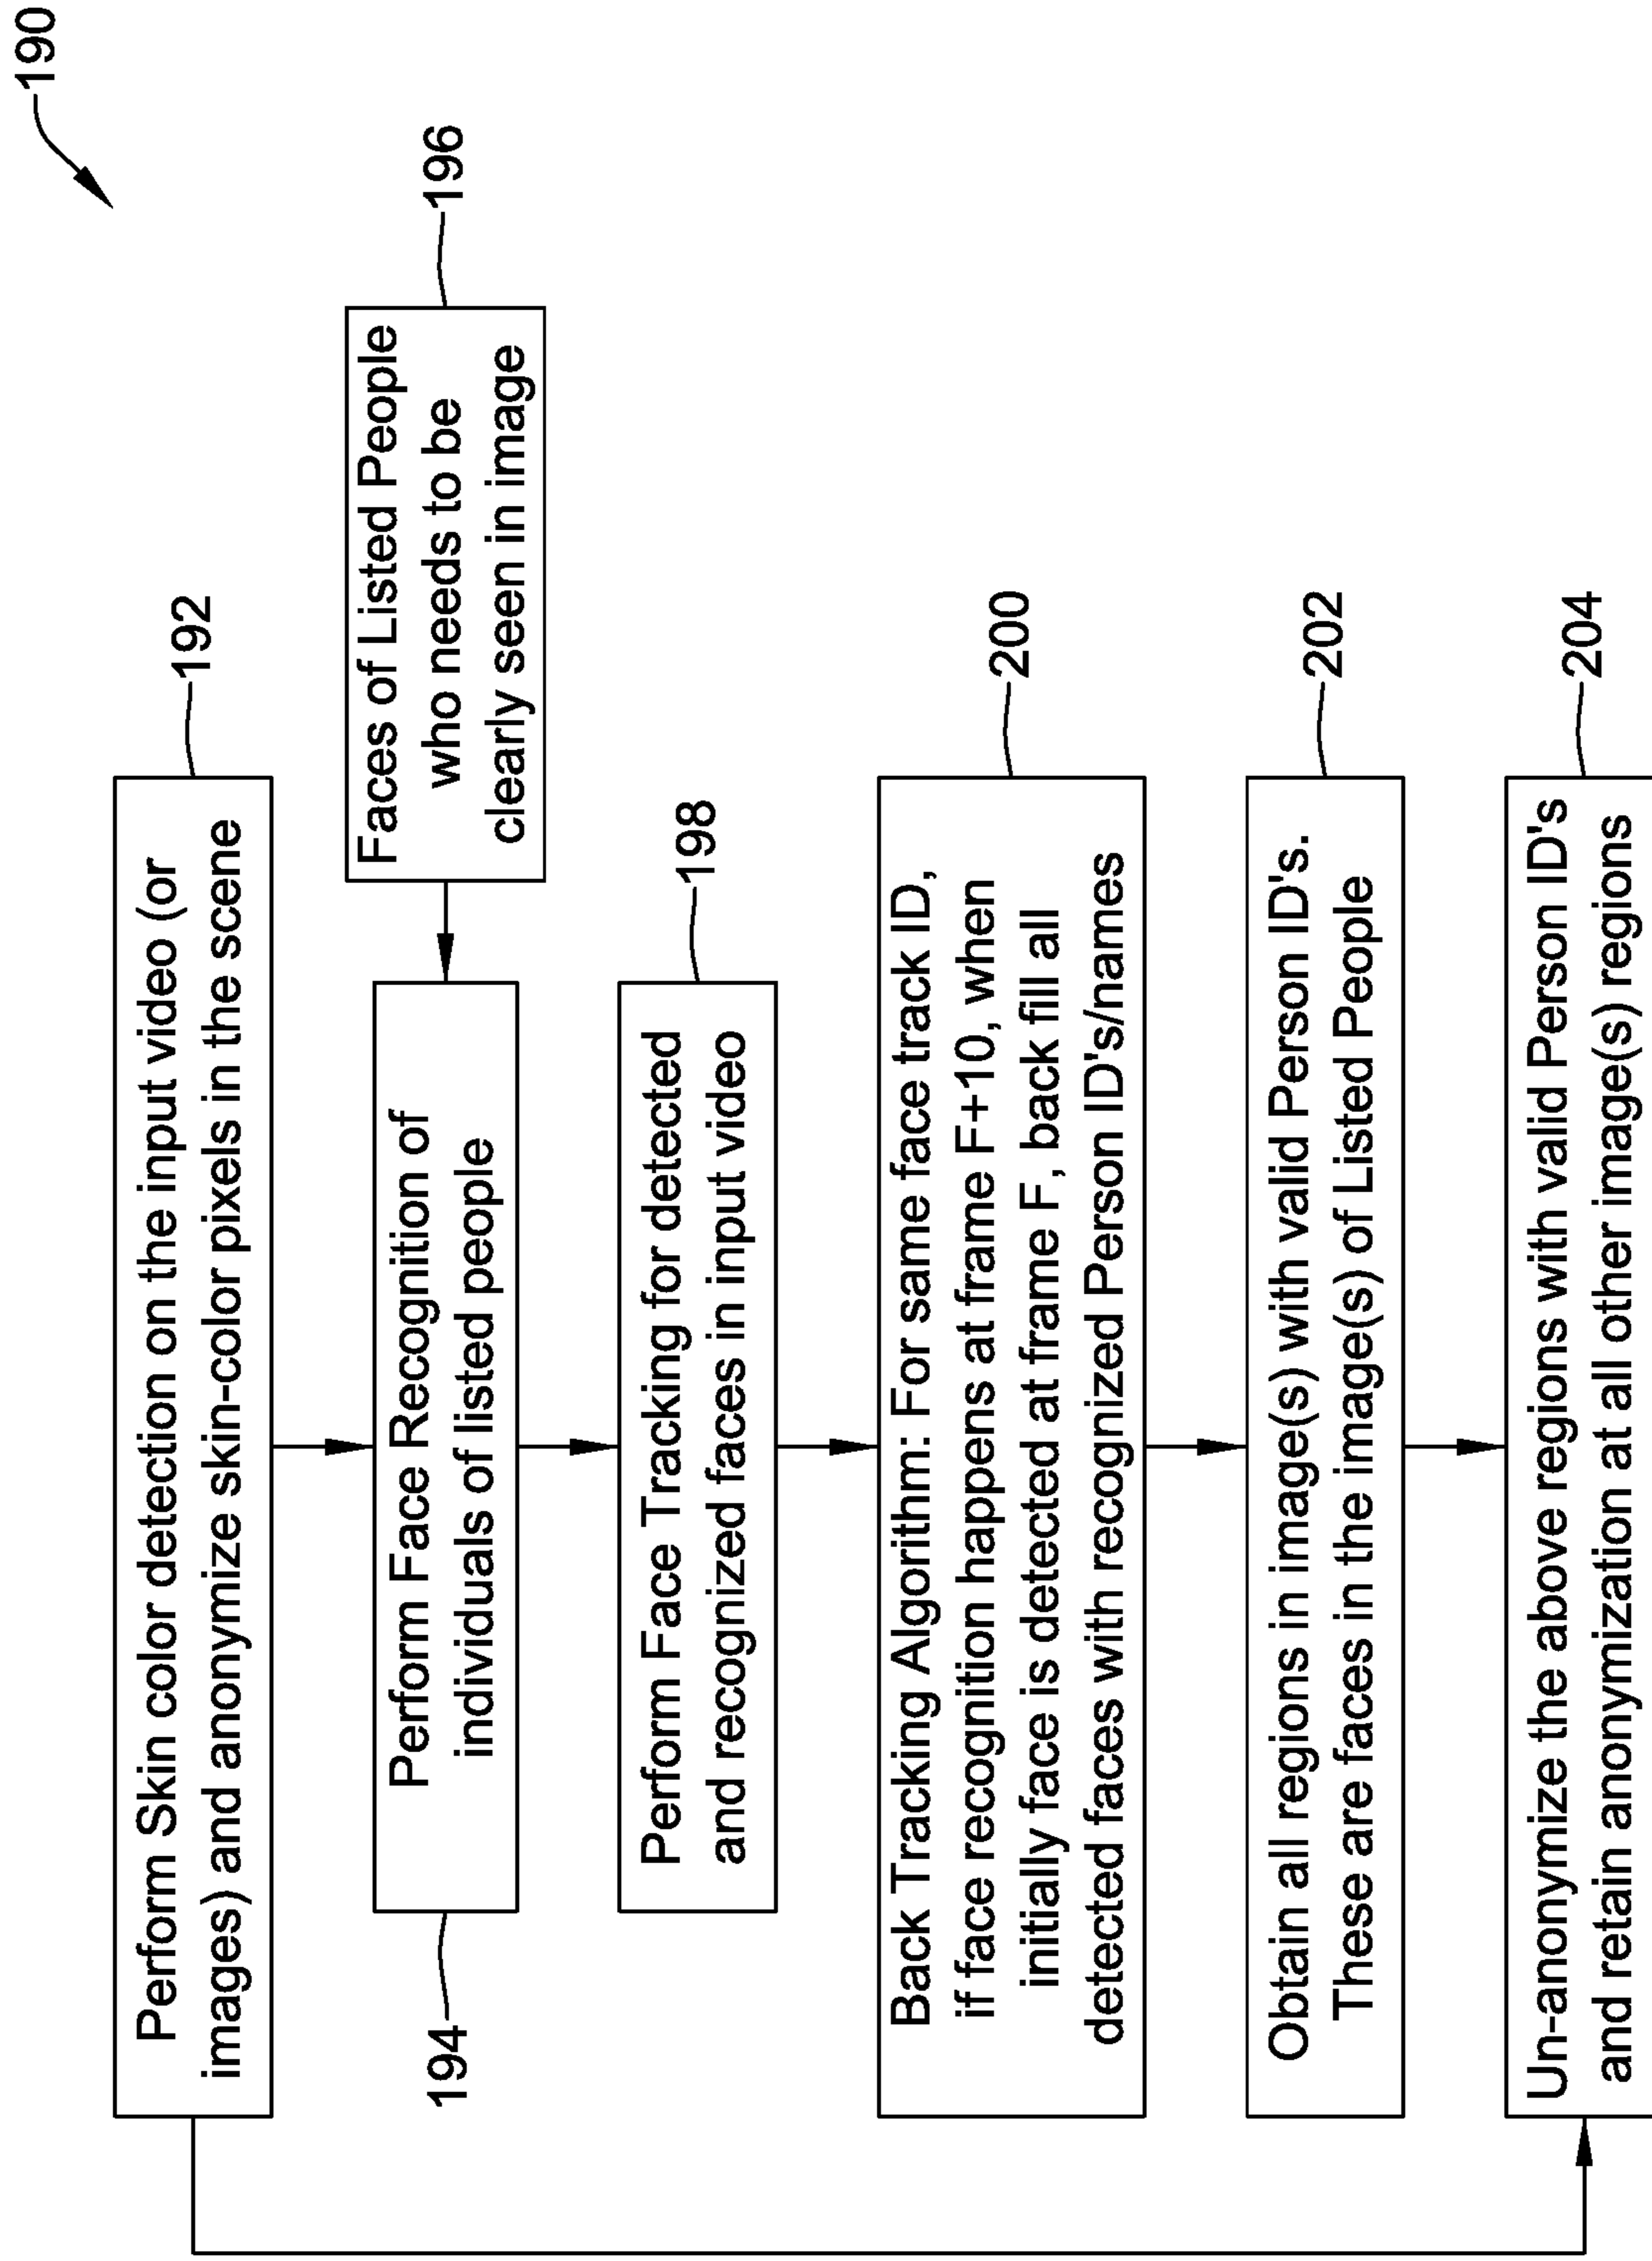 190
Perform Skin color detection on the input video (or
images) and anonymize skin-color pixels in the scene
192
Faces of Listed People
who needs to be
clearly seen in image
196
Perform Face Recognition of
individuals of listed people
194
Perform Face Tracking for detected
and recognized faces in input video
198
Back Tracking Algorithm: For same face track ID,
if face recognition happens at frame F+10, when
initially face is detected at frame F, back fill all
detected faces with recognized Person ID's/names
200
Obtain all regions in image(s) with valid Person ID's.
These are faces in the image(s) of Listed People
202
Un-anonymize the above regions with valid Person ID's
and retain anonymization at all other image(s) regions
204